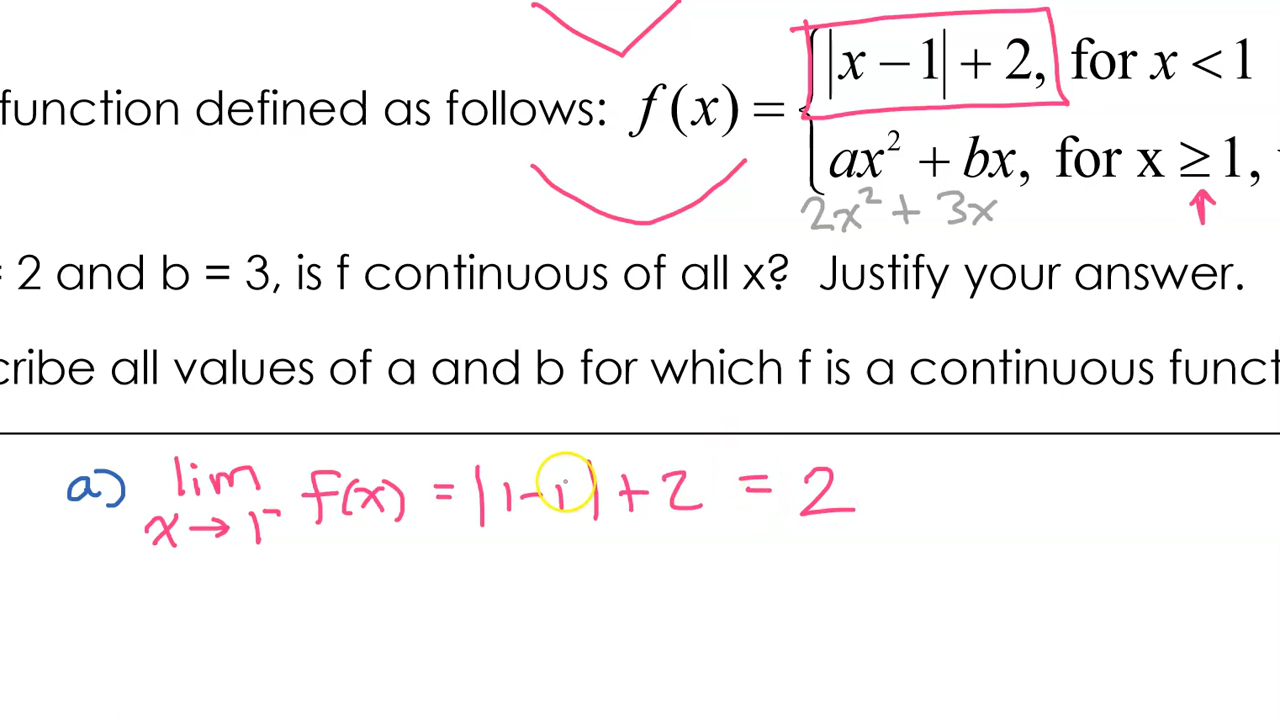 function defined as follows: f(x) = { |x − 1| + 2, for x < 1
ax² + bx, for x ≥ 1,
2x² + 3x
= 2 and b = 3, is f continuous of all x? Justify your answer.
cribe all values of a and b for which f is a continuous funct
a) lim f(x) = |1-1| + 2 = 2
x → 1⁻